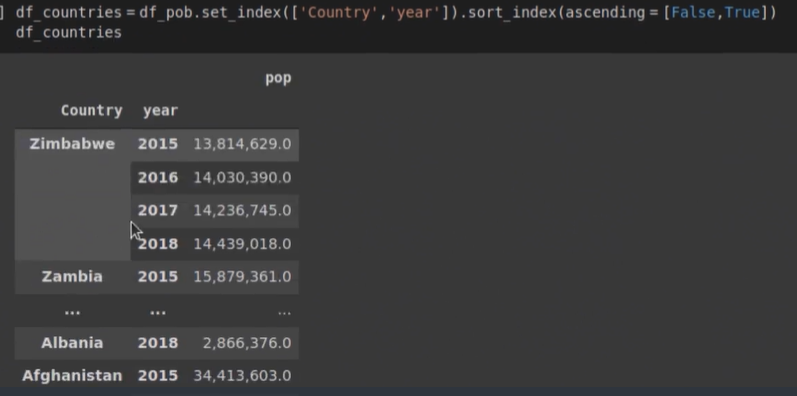 ] df_countries = df_pob.set_index(['Country','year']).sort_index(ascending = [False,True])
df_countries
pop
Country year
Zimbabwe 2015 13,814,629.0
2016 14,030,390.0
2017 14,236,745.0
2018 14,439,018.0
Zambia 2015 15,879,361.0
... ... ...
Albania 2018 2,866,376.0
Afghanistan 2015 34,413,603.0